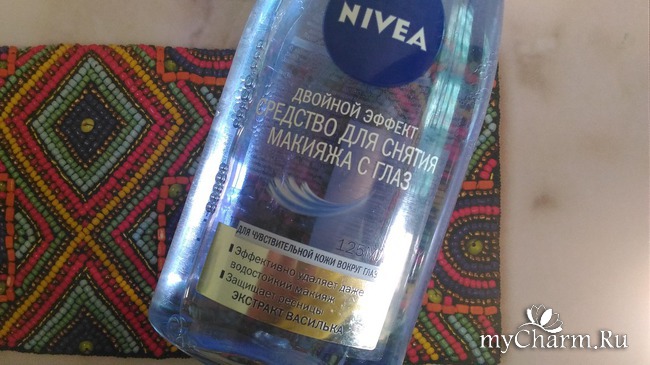 NIVEA
ДВОЙНОЙ ЭФФЕКТ
СРЕДСТВО ДЛЯ СНЯТИЯ
МАКИЯЖА С ГЛАЗ
ДЛЯ ЧУВСТВИТЕЛЬНОЙ КОЖИ ВОКРУГ ГЛАЗ
Эффективно удаляет даже
водостойкий макияж
Защищает ресницы
ЭКСТРАКТ ВАСИЛЬКА
myCharm.Ru